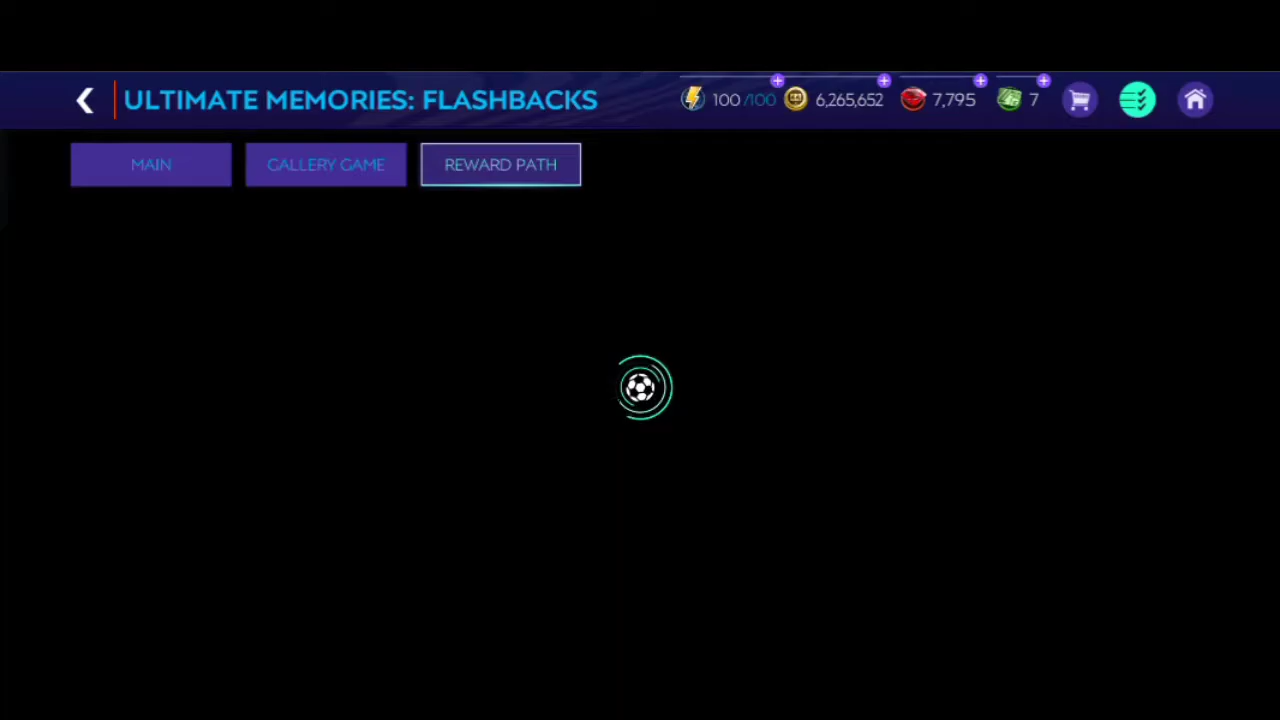 ULTIMATE MEMORIES: FLASHBACKS 100/100 6,265,652 7,795 7
MAIN GALLERY GAME REWARD PATH